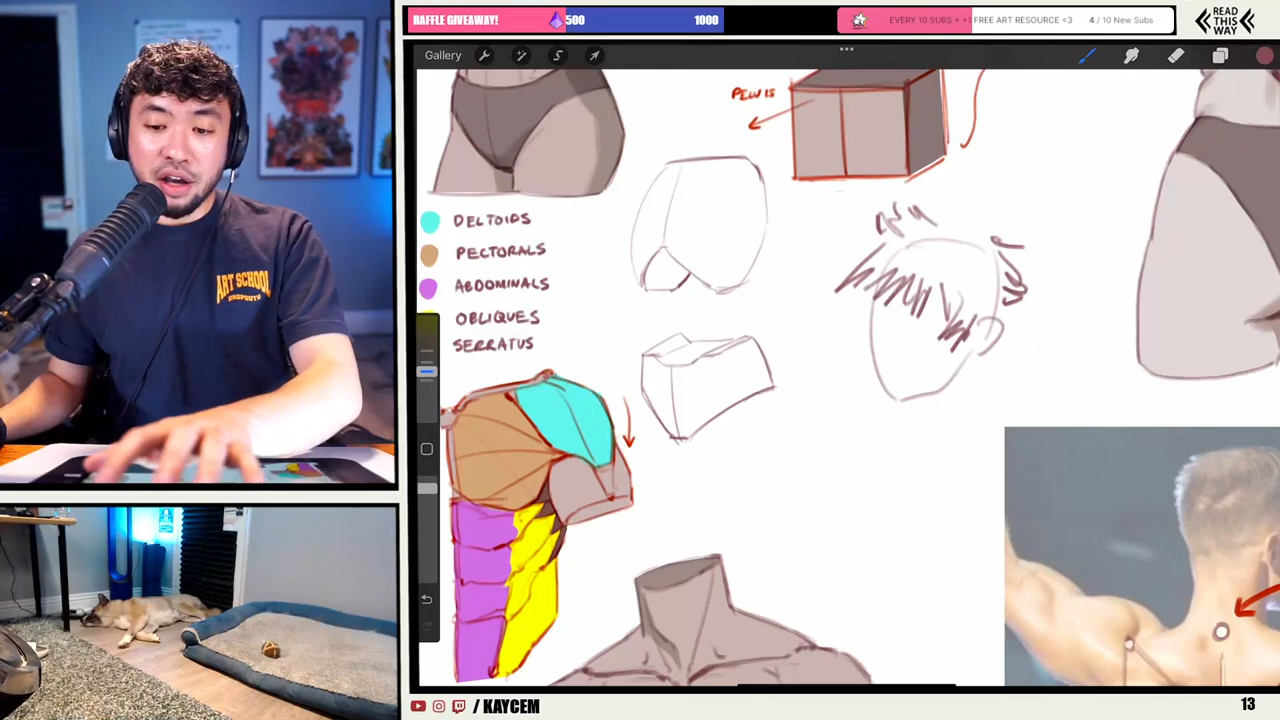 RAFFLE GIVEAWAY!
500
1000
EVERY 10 SUBS = +1 FREE ART RESOURCE <3
4 / 10 New Subs
READ
THIS
WAY
Gallery
PELVIS
DELTOIDS
PECTORALS
ABDOMINALS
OBLIQUES
SERRATUS
ART SCHOOL
DROPOUTS
/ KAYCEM
13